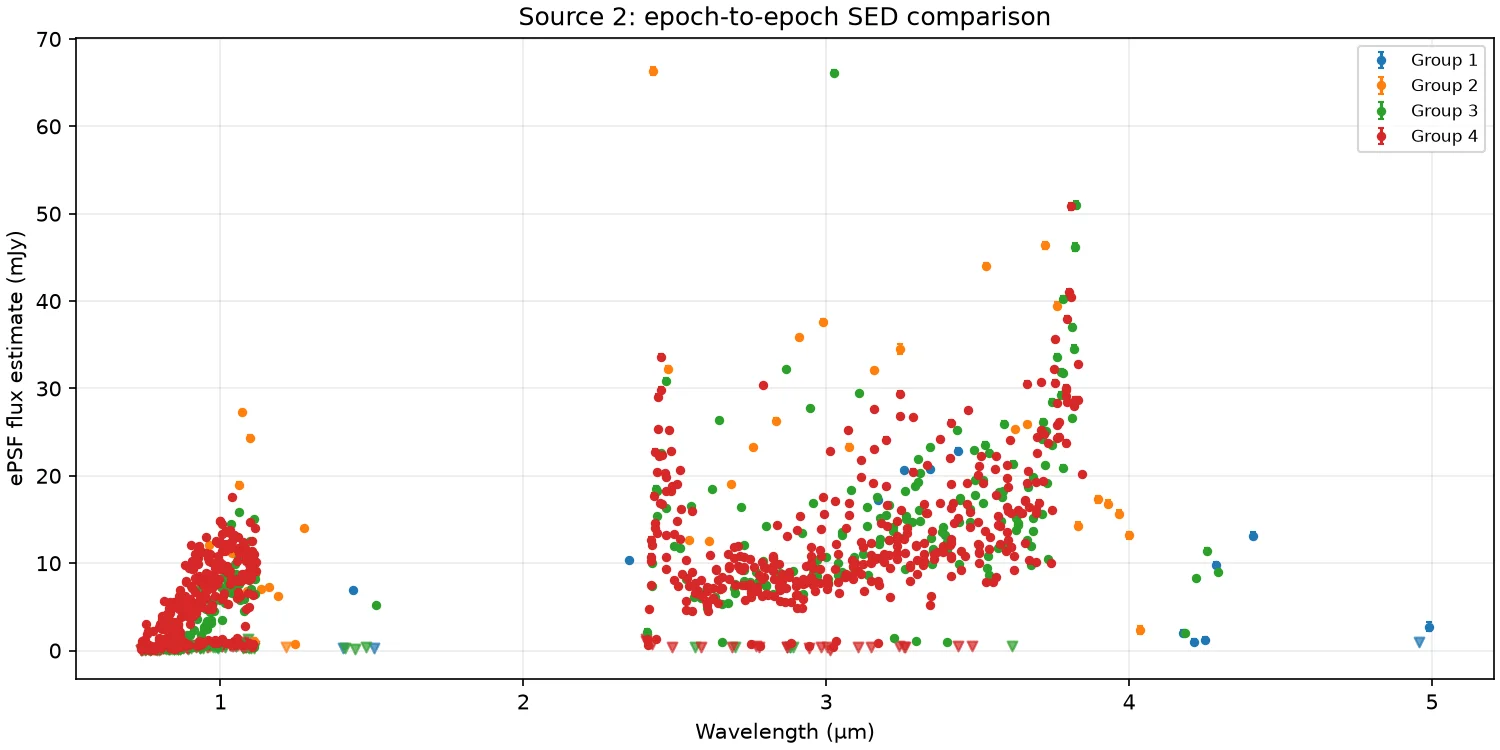 Source 2: epoch-to-epoch SED comparison
70
60
50
40
30
20
10
0
ePSF flux estimate (mJy)
1
2
3
4
5
Wavelength (μm)
Group 1
Group 2
Group 3
Group 4